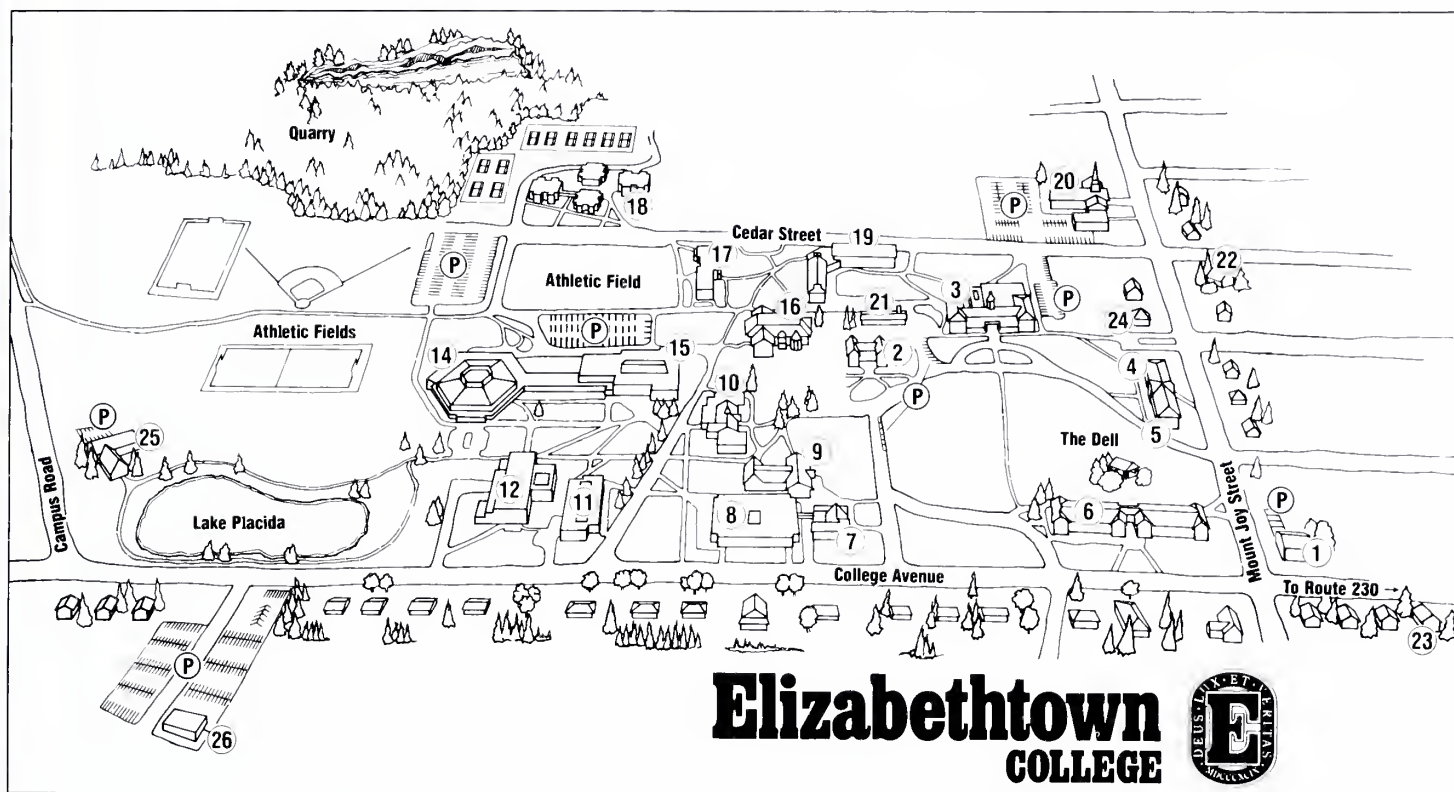 Quarry
18
20
P
Cedar Street
17
19
22
P
Athletic Field
3
P
16
21
24
P
Athletic Fields
14
15
2
4
10
P
P
25
The Dell
5
9
Campus Road
12
Lake Placida
11
8
6
Mount Joy Street
P
7
1
College Avenue
To Route 230
23
P
26
Elizabethtown
COLLEGE
DEUS·LUX·ET·VERITAS
E
MDCCCXCIX